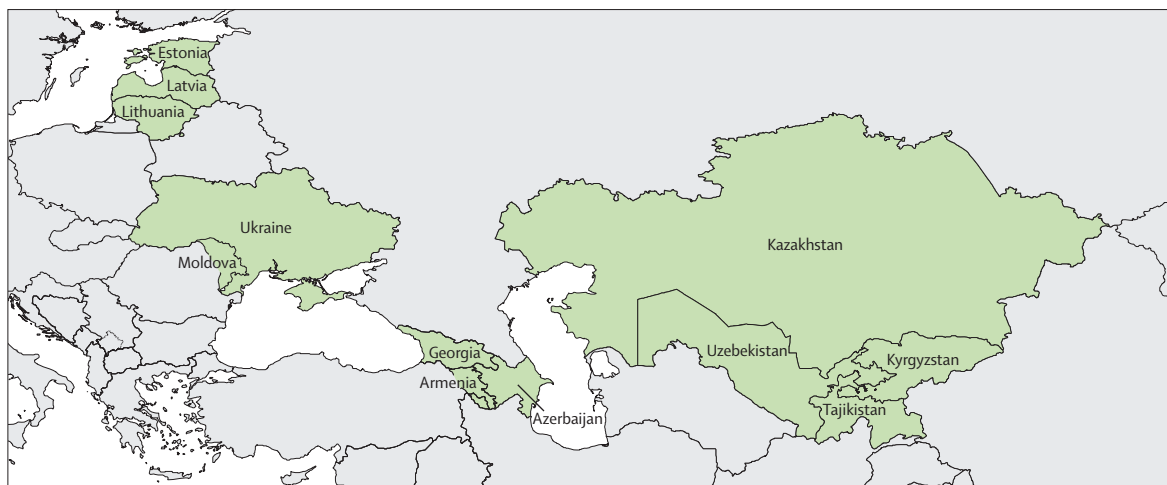 Estonia
Latvia
Lithuania
Ukraine
Moldova
Kazakhstan
Georgia
Uzebekistan
Kyrgyzstan
Armenia
Tajikistan
Azerbaijan